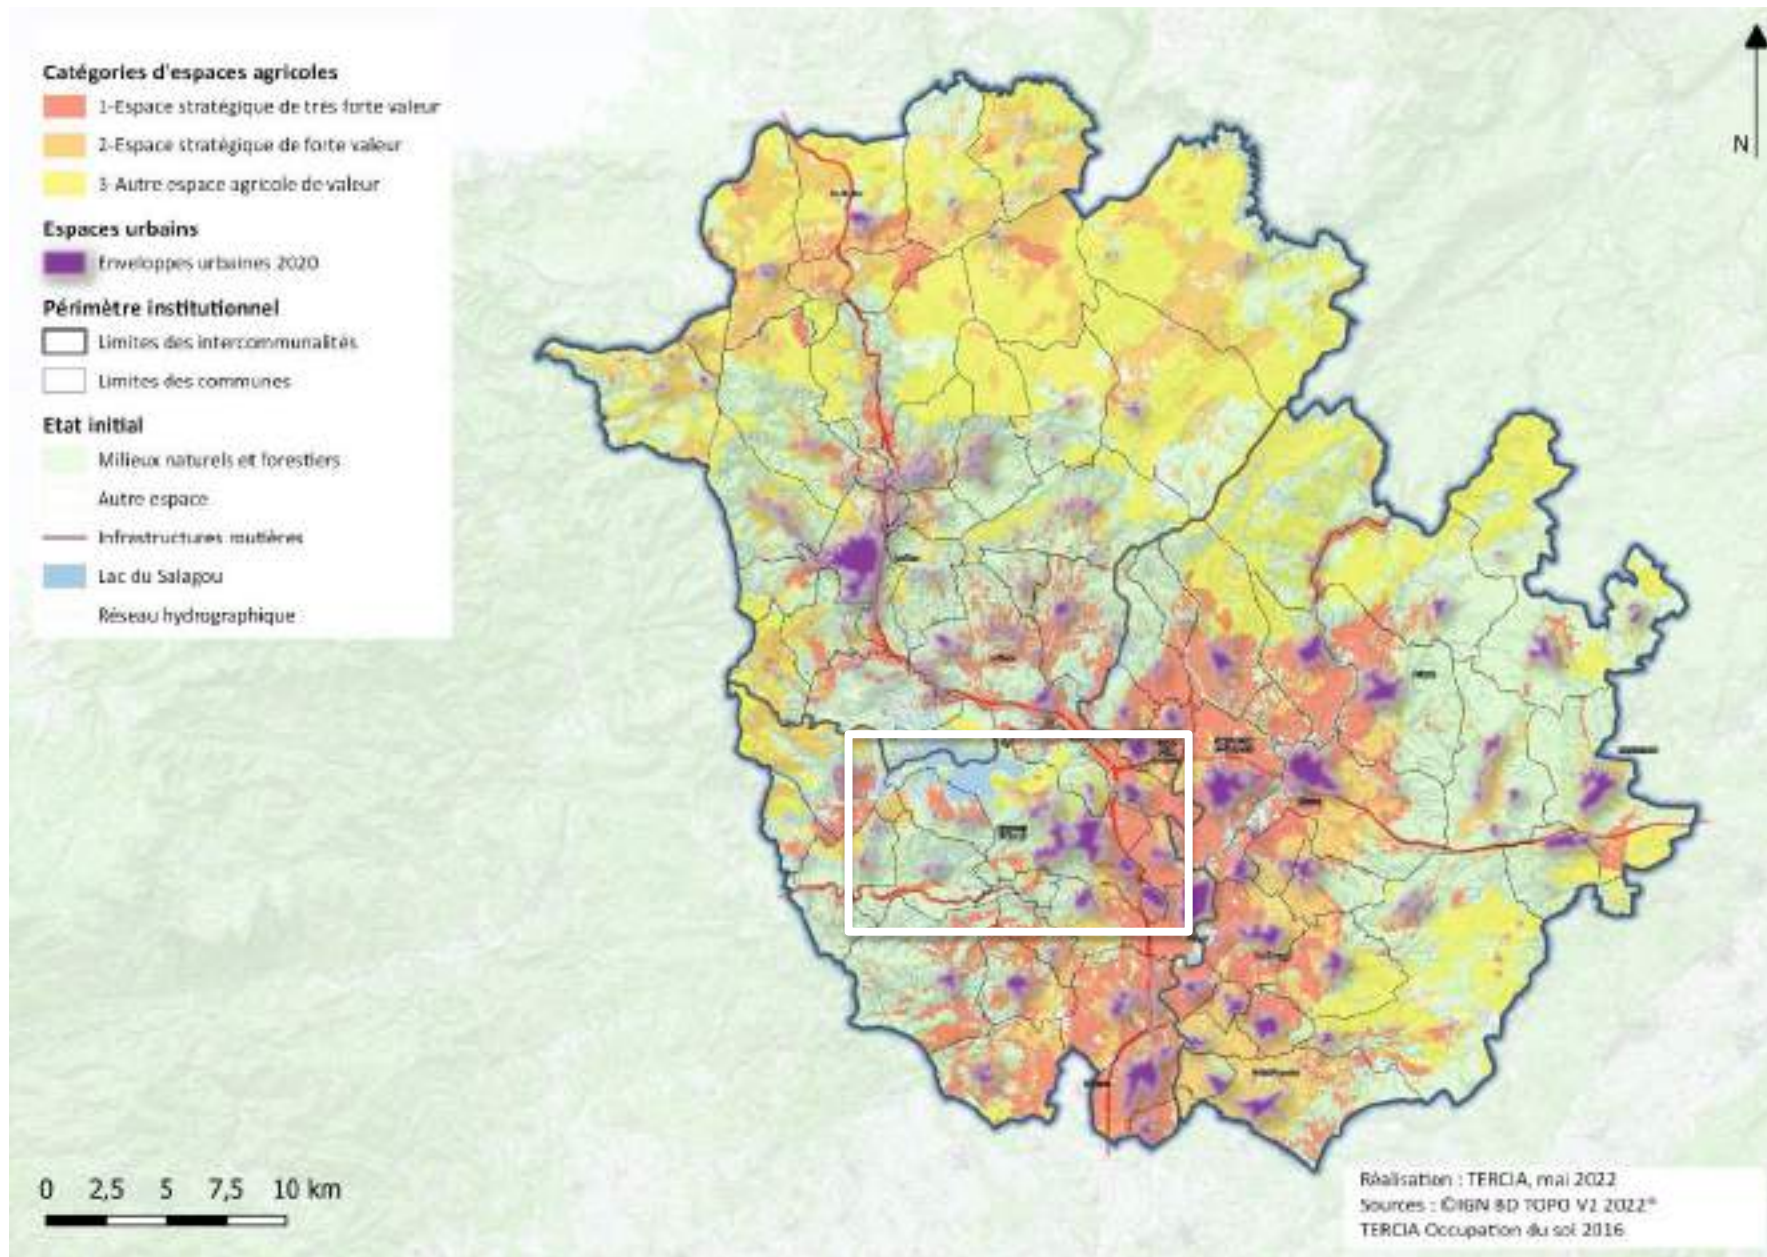 Catégories d'espaces agricoles
1-Espace stratégique de très forte valeur
2-Espace stratégique de forte valeur
3-Autre espace agricole de valeur
Espaces urbains
Enveloppes urbaines 2020
Périmètre institutionnel
Limites des intercommunalités
Limites des communes
Etat initial
Milieux naturels et forestiers
Autre espace
Infrastructures routières
Lac du Salagou
Réseau hydrographique
N
0 2,5 5 7,5 10 km
Réalisation : TERCIA, mai 2022
Sources : ©IGN BD TOPO V2 2022®
TERCIA Occupation du sol 2016